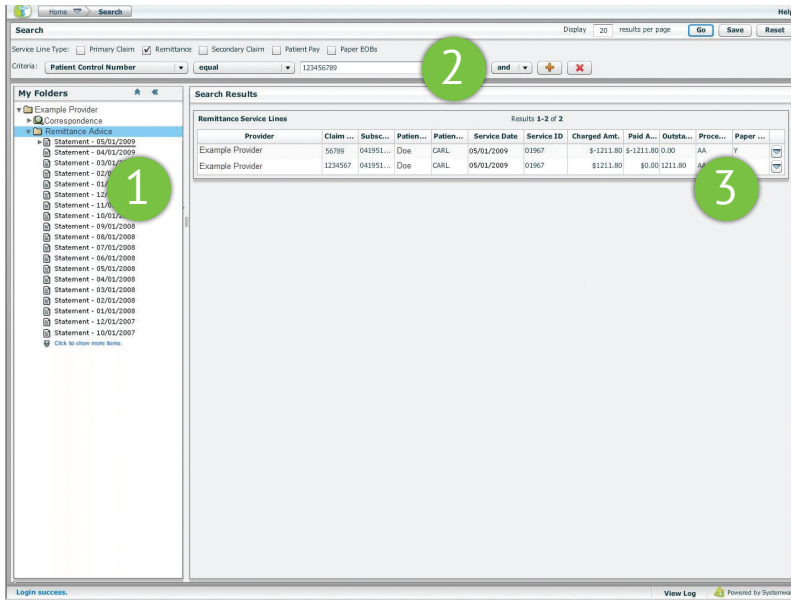 Home Search Help
Search Display 20 results per page Go Save Reset
Service Line Type: Primary Claim Remittance Secondary Claim Patient Pay Paper EOBs
Criteria: Patient Control Number equal 123456789 and
2
My Folders
Search Results
Example Provider
Correspondence
Remittance Advice
Statement - 05/01/2009
Statement - 04/01/2009
Statement - 03/01/
Statement - 02/
Statement - 01/
Statement - 12/
Statement - 11/
Statement - 10/01/
Statement - 09/01/2008
Statement - 08/01/2008
Statement - 07/01/2008
Statement - 06/01/2008
Statement - 05/01/2008
Statement - 04/01/2008
Statement - 03/01/2008
Statement - 02/01/2008
Statement - 01/01/2008
Statement - 12/01/2007
Statement - 10/01/2007
Click to show more items.
1
Remittance Service Lines Results 1-2 of 2
Provider Claim ... Subsc... Patien... Patien... Service Date Service ID Charged Amt. Paid A... Outsta... Proce... Paper ...
Example Provider 56789 041951... Doe CARL 05/01/2009 01967 $-1211.80 $-1211.80 0.00 AA Y
Example Provider 1234567 041951... Doe CARL 05/01/2009 01967 $1211.80 $0.00 1211.80
3
Login success. View Log Powered by